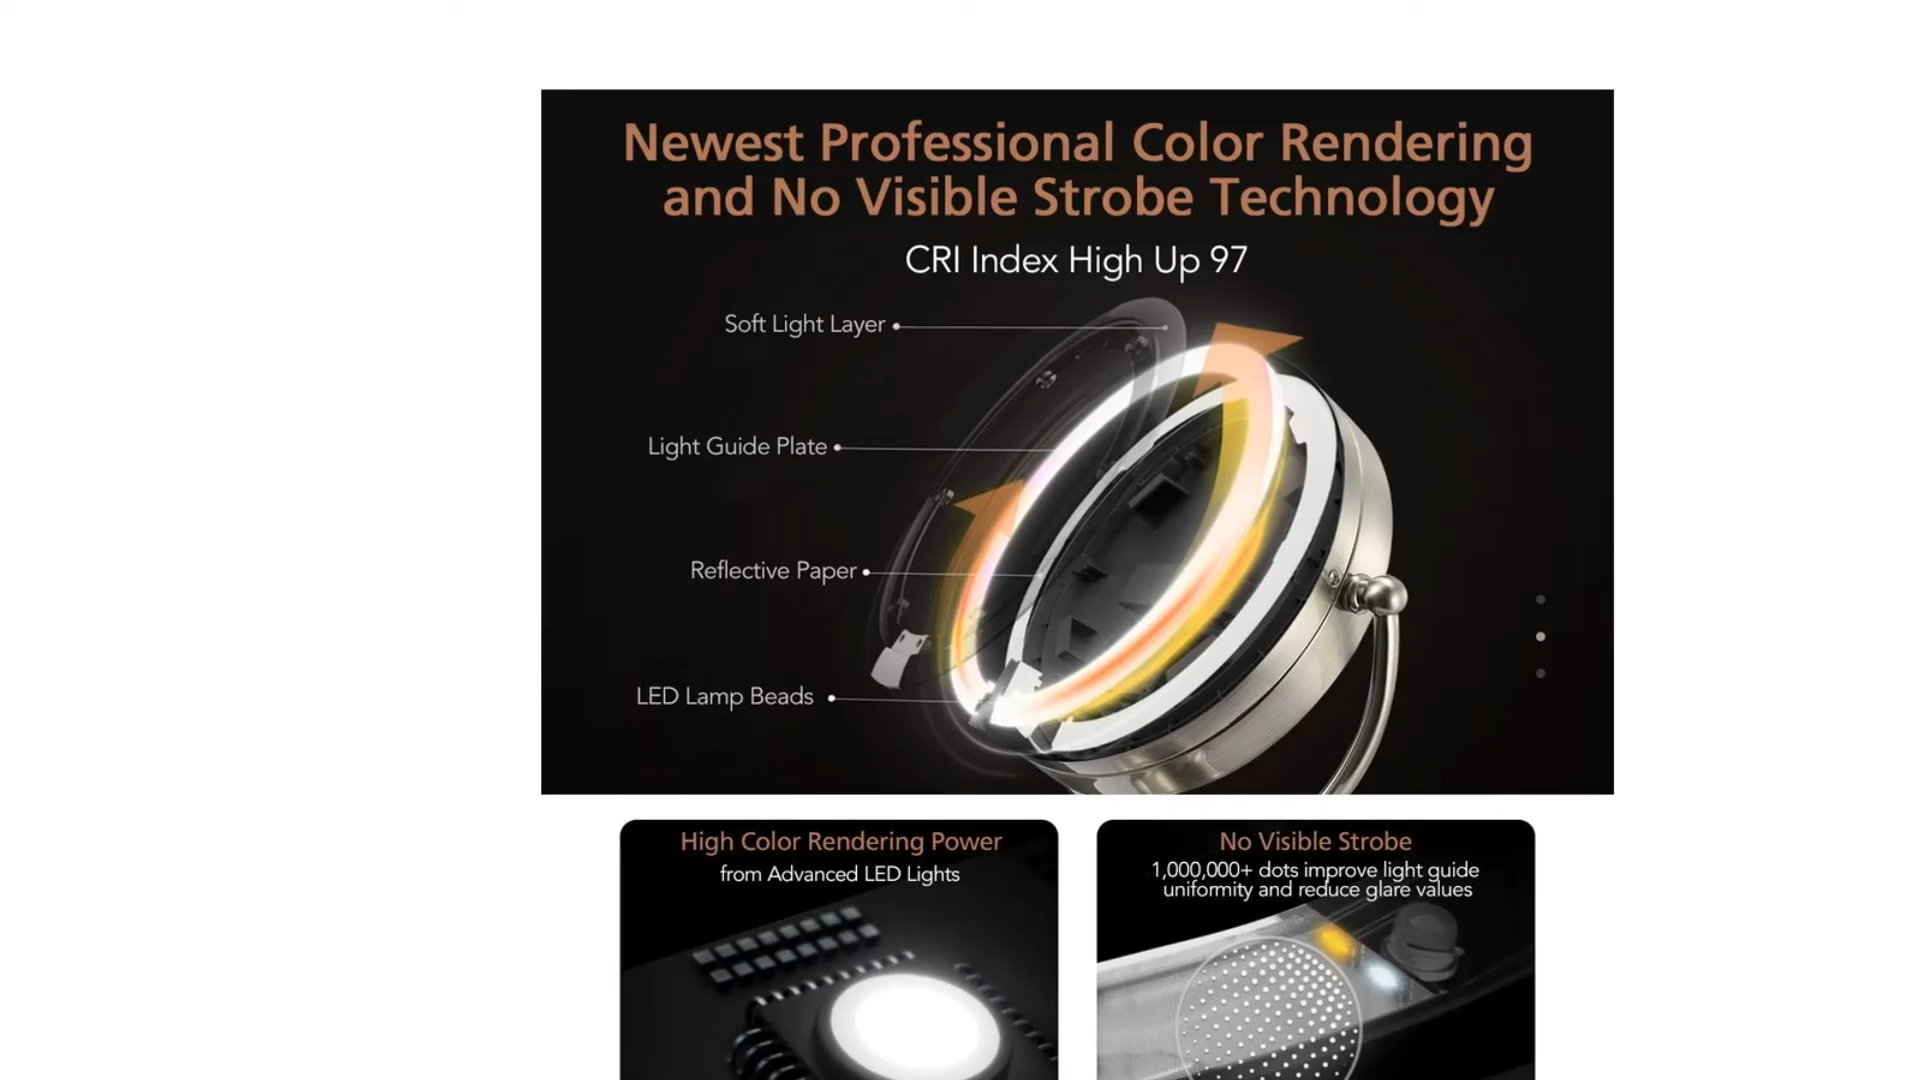 Newest Professional Color Rendering
and No Visible Strobe Technology
CRI Index High Up 97
Soft Light Layer
Light Guide Plate
Reflective Paper
LED Lamp Beads
High Color Rendering Power
from Advanced LED Lights
No Visible Strobe
1,000,000+ dots improve light guide
uniformity and reduce glare values